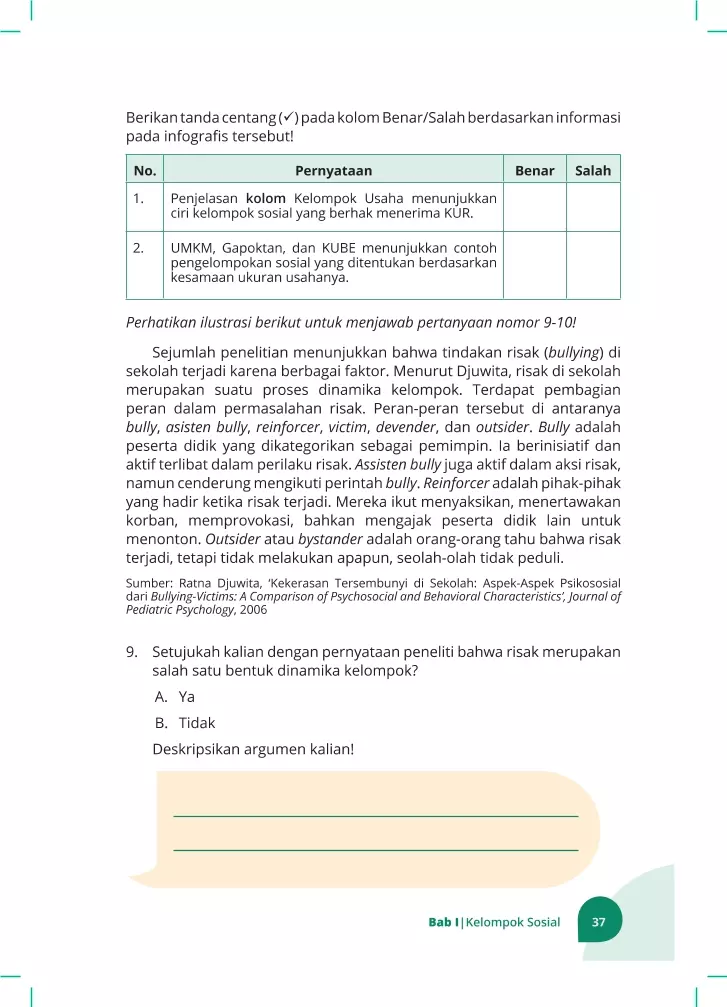 Berikan tanda centang (✓) pada kolom Benar/Salah berdasarkan informasi
pada infografis tersebut!
No. Pernyataan Benar Salah
1. Penjelasan kolom Kelompok Usaha menunjukkan
ciri kelompok sosial yang berhak menerima KUR.
2. UMKM, Gapoktan, dan KUBE menunjukkan contoh
pengelompokan sosial yang ditentukan berdasarkan
kesamaan ukuran usahanya.
Perhatikan ilustrasi berikut untuk menjawab pertanyaan nomor 9-10!
Sejumlah penelitian menunjukkan bahwa tindakan risak (bullying) di
sekolah terjadi karena berbagai faktor. Menurut Djuwita, risak di sekolah
merupakan suatu proses dinamika kelompok. Terdapat pembagian
peran dalam permasalahan risak. Peran-peran tersebut di antaranya
bully, asisten bully, reinforcer, victim, devender, dan outsider. Bully adalah
peserta didik yang dikategorikan sebagai pemimpin. Ia berinisiatif dan
aktif terlibat dalam perilaku risak. Assisten bully juga aktif dalam aksi risak,
namun cenderung mengikuti perintah bully. Reinforcer adalah pihak-pihak
yang hadir ketika risak terjadi. Mereka ikut menyaksikan, menertawakan
korban, memprovokasi, bahkan mengajak peserta didik lain untuk
menonton. Outsider atau bystander adalah orang-orang tahu bahwa risak
terjadi, tetapi tidak melakukan apapun, seolah-olah tidak peduli.
Sumber: Ratna Djuwita, ‘Kekerasan Tersembunyi di Sekolah: Aspek-Aspek Psikososial
dari Bullying-Victims: A Comparison of Psychosocial and Behavioral Characteristics’, Journal of
Pediatric Psychology, 2006
9. Setujukah kalian dengan pernyataan peneliti bahwa risak merupakan
salah satu bentuk dinamika kelompok?
A. Ya
B. Tidak
Deskripsikan argumen kalian!
Bab I|Kelompok Sosial 37